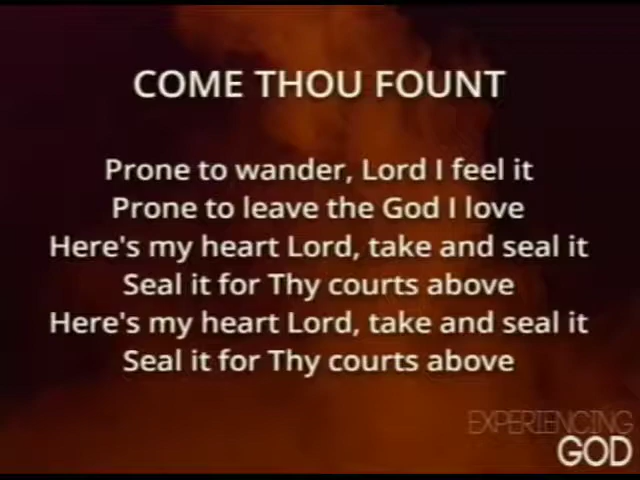 COME THOU FOUNT
Prone to wander, Lord I feel it
Prone to leave the God I love
Here's my heart Lord, take and seal it
Seal it for Thy courts above
Here's my heart Lord, take and seal it
Seal it for Thy courts above
EXPERIENCING
GOD